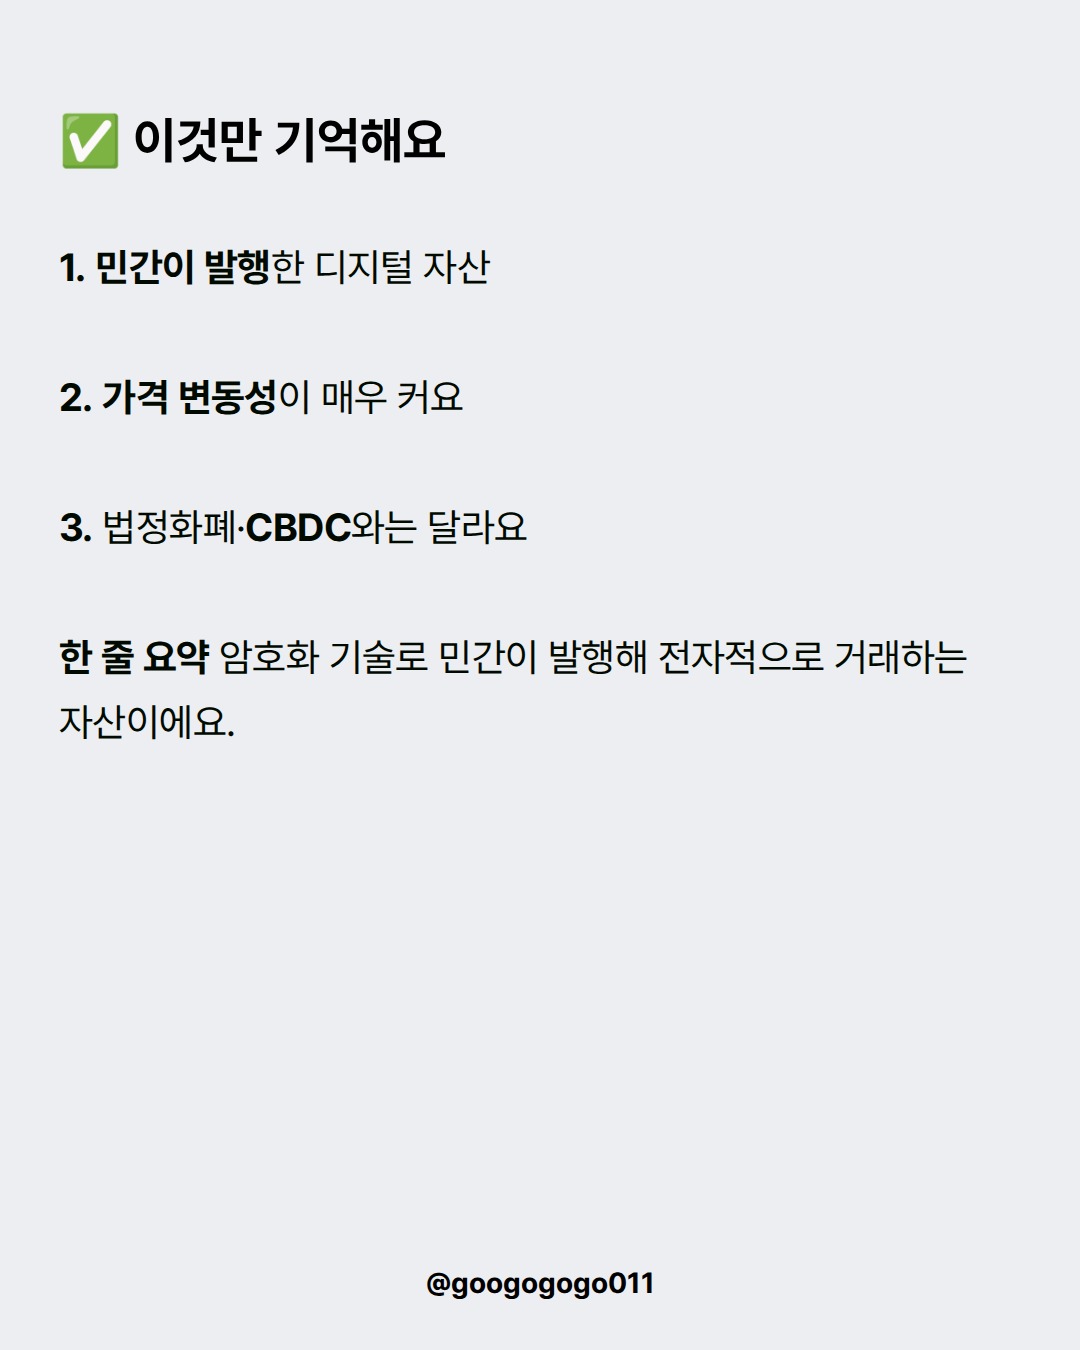 ✅ 이것만 기억해요
1. 민간이 발행한 디지털 자산
2. 가격 변동성이 매우 커요
3. 법정화폐·CBDC와는 달라요
한 줄 요약 암호화 기술로 민간이 발행해 전자적으로 거래하는
자산이에요.
@googogogo011